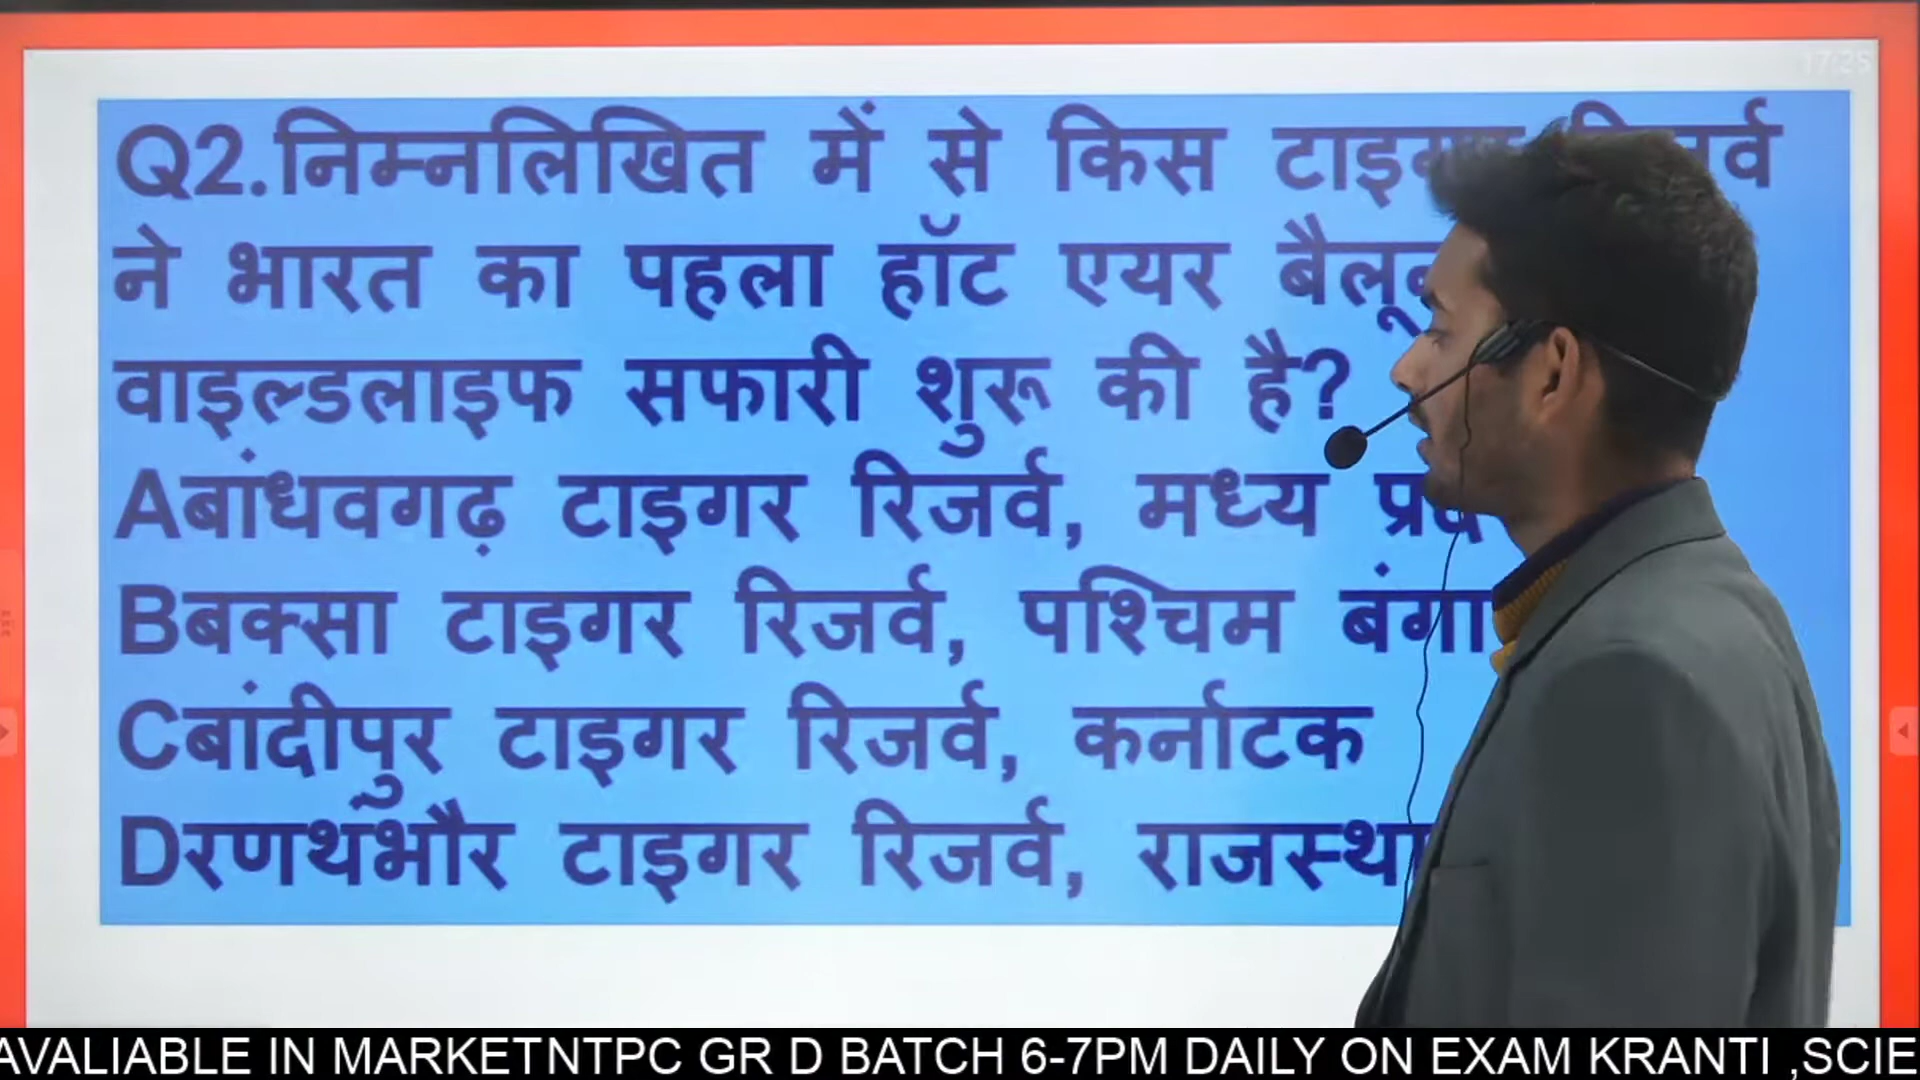 17:25
Q2.निम्नलिखित में से किस
ने भारत का पहला हॉट एयर
वाइल्डलाइफ सफारी शुरू की है?
Aबांधवगढ़ टाइगर रिजर्व, मध्य
Bबक्सा टाइगर रिजर्व, पश्चिम
Cबांदीपुर टाइगर रिजर्व, कर्नाटक
Dरणथंभौर टाइगर रिजर्व,
AVALIABLE IN MARKETNTPC GR D BATCH 6-7PM DAILY ON EXAM KRANTI ,SCIE